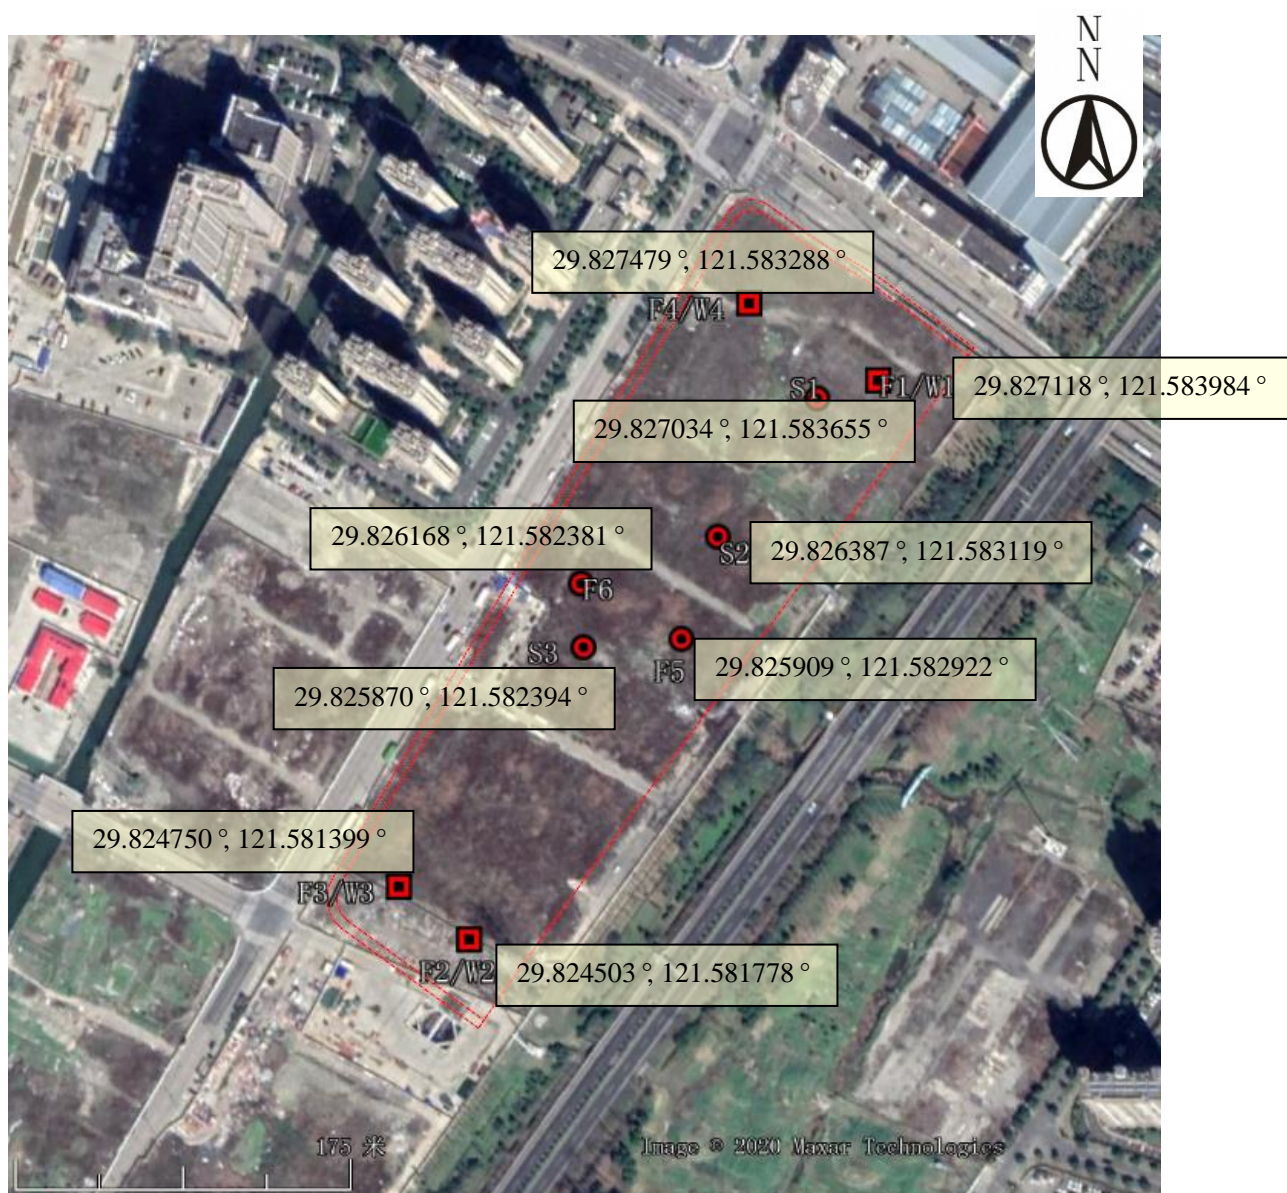 N
N
29.827479 °, 121.583288 °
F4/W4
F1/W1
29.827118 °, 121.583984 °
S1
29.827034 °, 121.583655 °
29.826168 °, 121.582381 °
S2
29.826387 °, 121.583119 °
F6
S3
F5
29.825909 °, 121.582922 °
29.825870 °, 121.582394 °
29.824750 °, 121.581399 °
F3/W3
F2/W2
29.824503 °, 121.581778 °
175 米
Image © 2020 Maxar Technologies